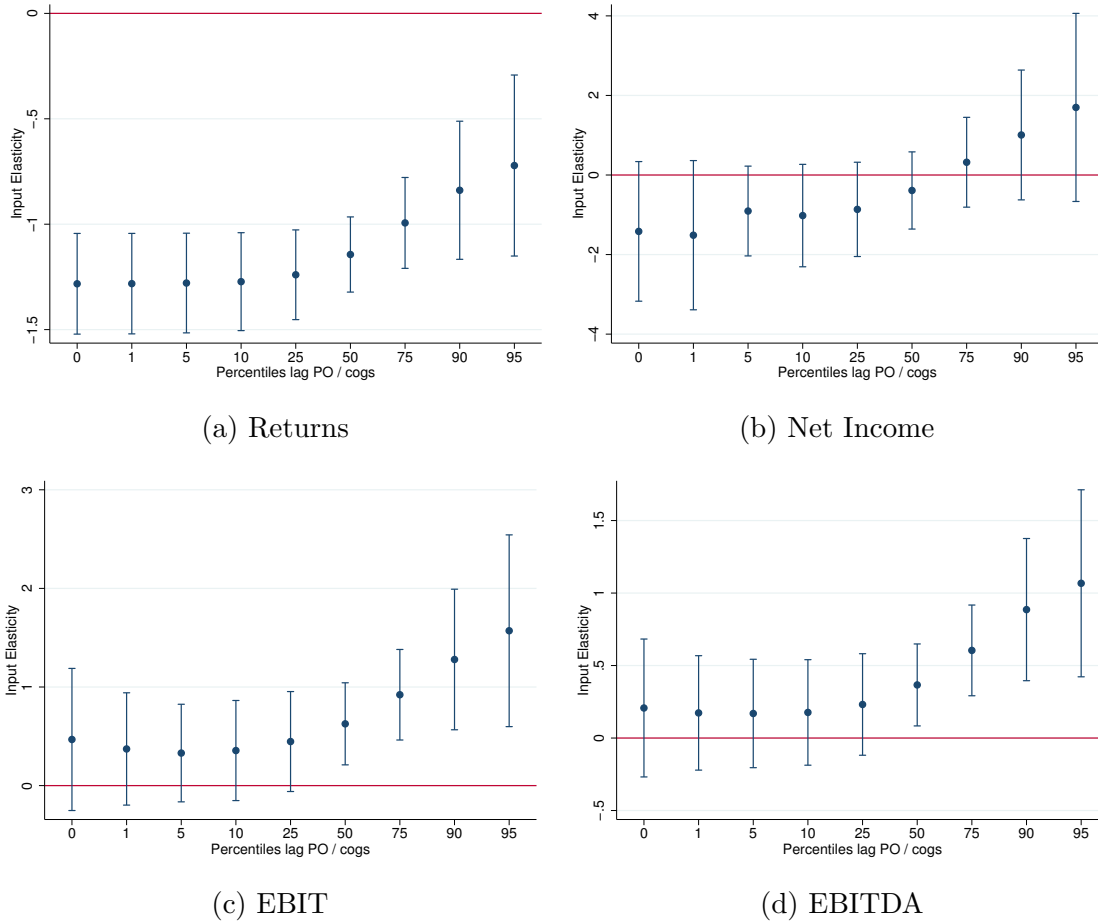 0
-.5
-1
-1.5
Input Elasticity
0 1 5 10 25 50 75 90 95
Percentiles lag PO / cogs
(a) Returns
4
2
0
-2
-4
Input Elasticity
0 1 5 10 25 50 75 90 95
Percentiles lag PO / cogs
(b) Net Income
3
2
1
0
Input Elasticity
0 1 5 10 25 50 75 90 95
Percentiles lag PO / cogs
(c) EBIT
1.5
1
.5
0
-.5
Input Elasticity
0 1 5 10 25 50 75 90 95
Percentiles lag PO / cogs
(d) EBITDA